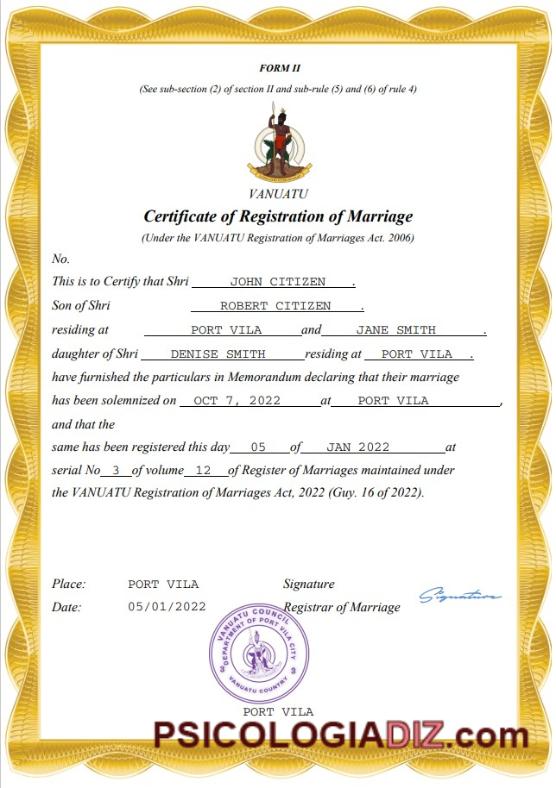 FORM II
(See sub-section (2) of section II and sub-rule (5) and (6) of rule 4)
VANUATU
Certificate of Registration of Marriage
(Under the VANUATU Registration of Marriages Act. 2006)
No.
This is to Certify that Shri JOHN CITIZEN .
Son of Shri ROBERT CITIZEN .
residing at PORT VILA and JANE SMITH .
daughter of Shri DENISE SMITH residing at PORT VILA .
have furnished the particulars in Memorandum declaring that their marriage
has been solemnized on OCT 7, 2022 at PORT VILA ,
and that the
same has been registered this day 05 of JAN 2022 at
serial No 3 of volume 12 of Register of Marriages maintained under
the VANUATU Registration of Marriages Act, 2022 (Guy. 16 of 2022).
Place: PORT VILA Signature
Signature
Date: 05/01/2022 Registrar of Marriage
VANUATU COUNCIL
DEPARTMENT OF PORT VILA CITY
VANUATU COUNTRY
PORT VILA
PSICOLOGIADIZ.com